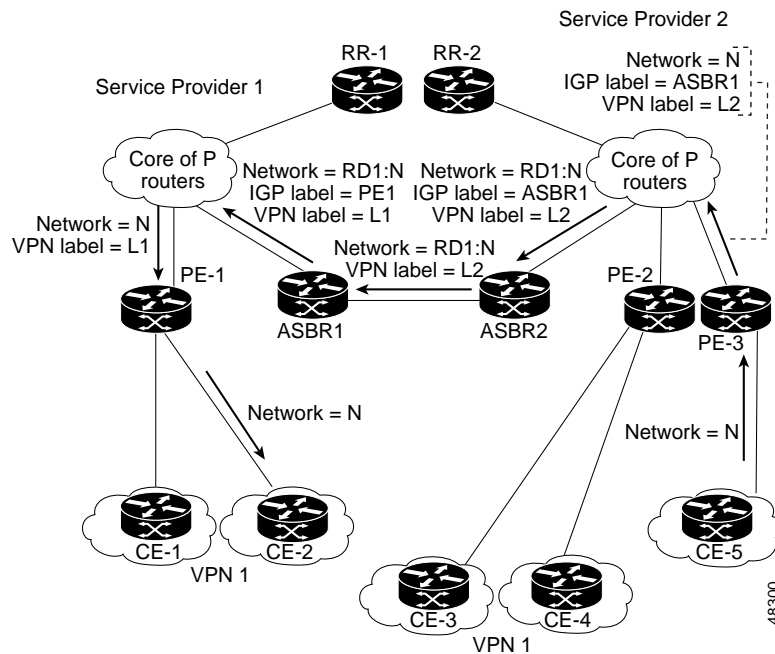 Service Provider 2
RR-1
RR-2
Service Provider 1
Network = N
IGP label = ASBR1
VPN label = L2
Core of P
routers
Network = RD1:N
IGP label = PE1
VPN label = L1
Network = RD1:N
IGP label = ASBR1
VPN label = L2
Core of P
routers
Network = N
VPN label = L1
Network = RD1:N
VPN label = L2
PE-1
ASBR1
ASBR2
PE-2
PE-3
Network = N
Network = N
CE-1
CE-2
VPN 1
CE-3
CE-4
VPN 1
CE-5
48300